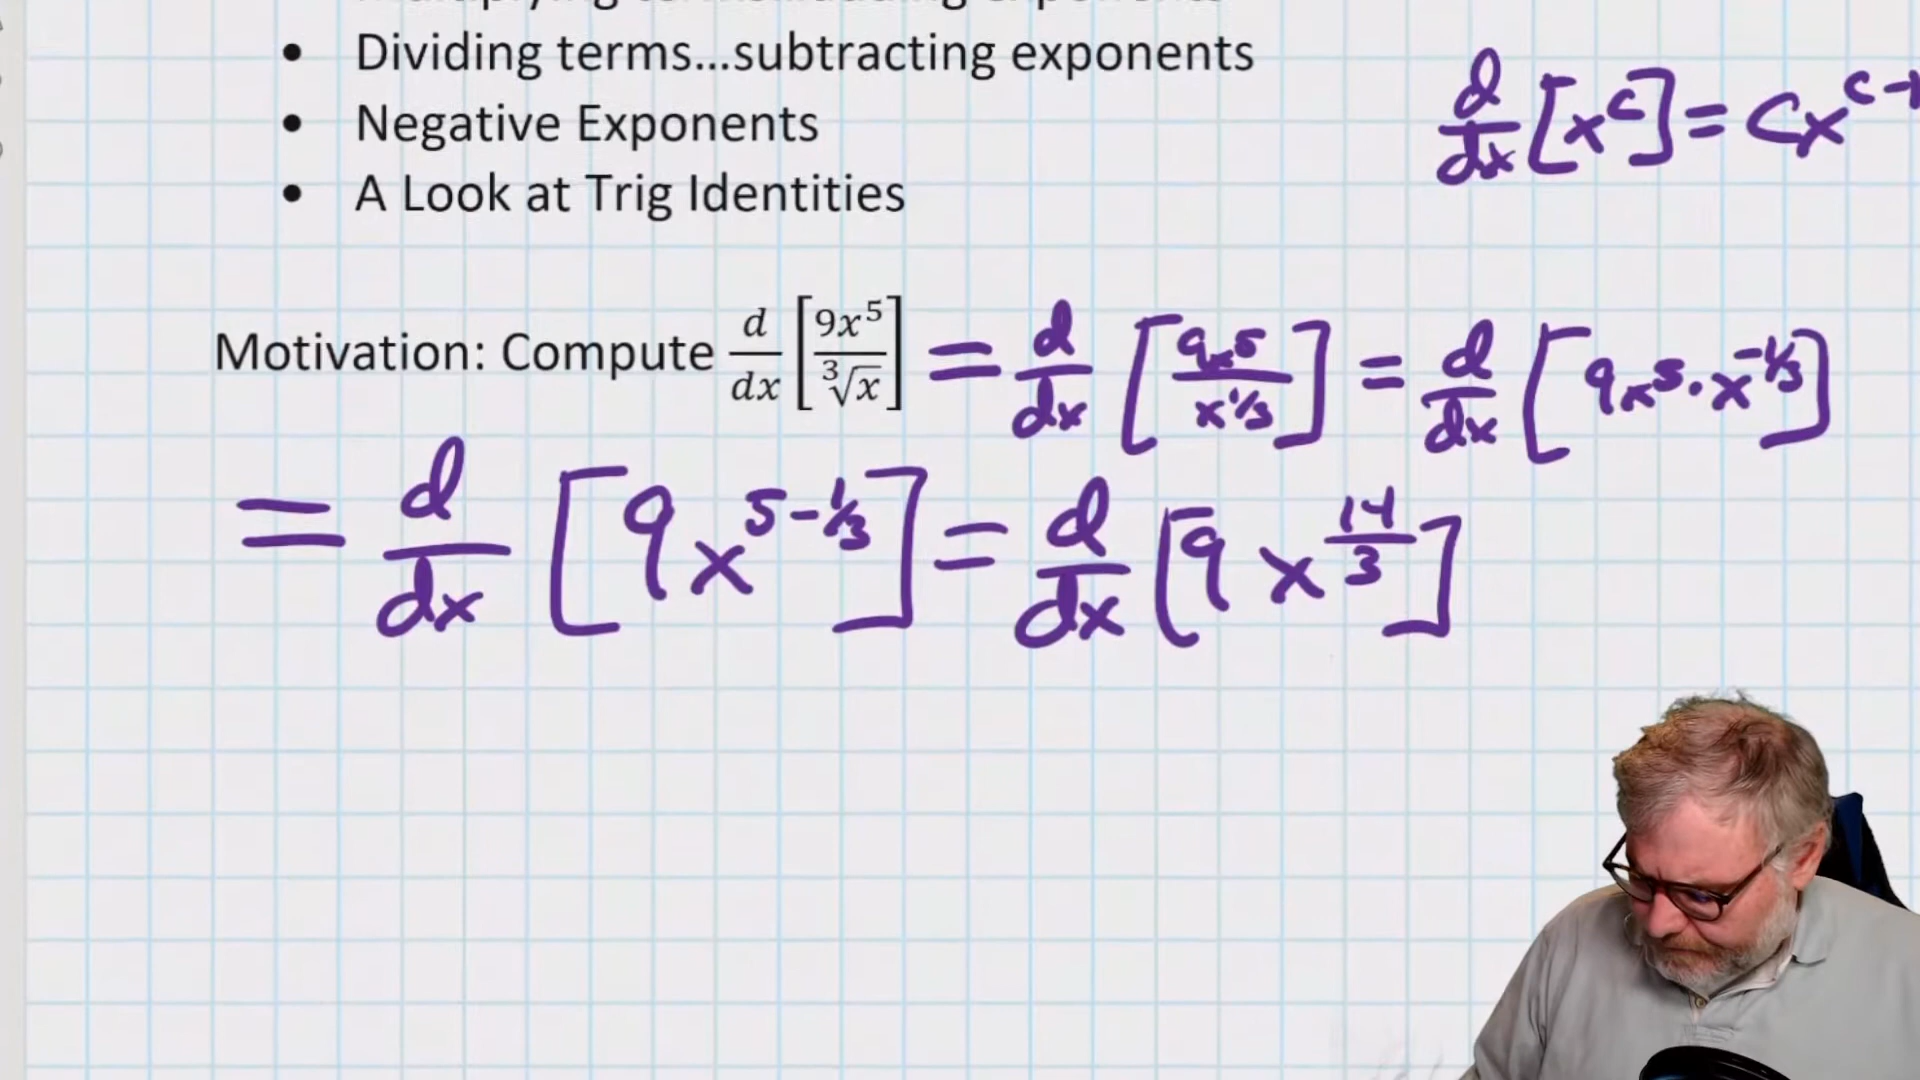 • Dividing terms...subtracting exponents
• Negative Exponents
• A Look at Trig Identities
d/dx [x^c] = cx^(c-1
Motivation: Compute d/dx [9x^5 / ∛x] = d/dx [9x^5 / x^(1/3)] = d/dx [9x^5 · x^(-1/3)]
= d/dx [9x^(5-1/3)] = d/dx [9x^(14/3)]